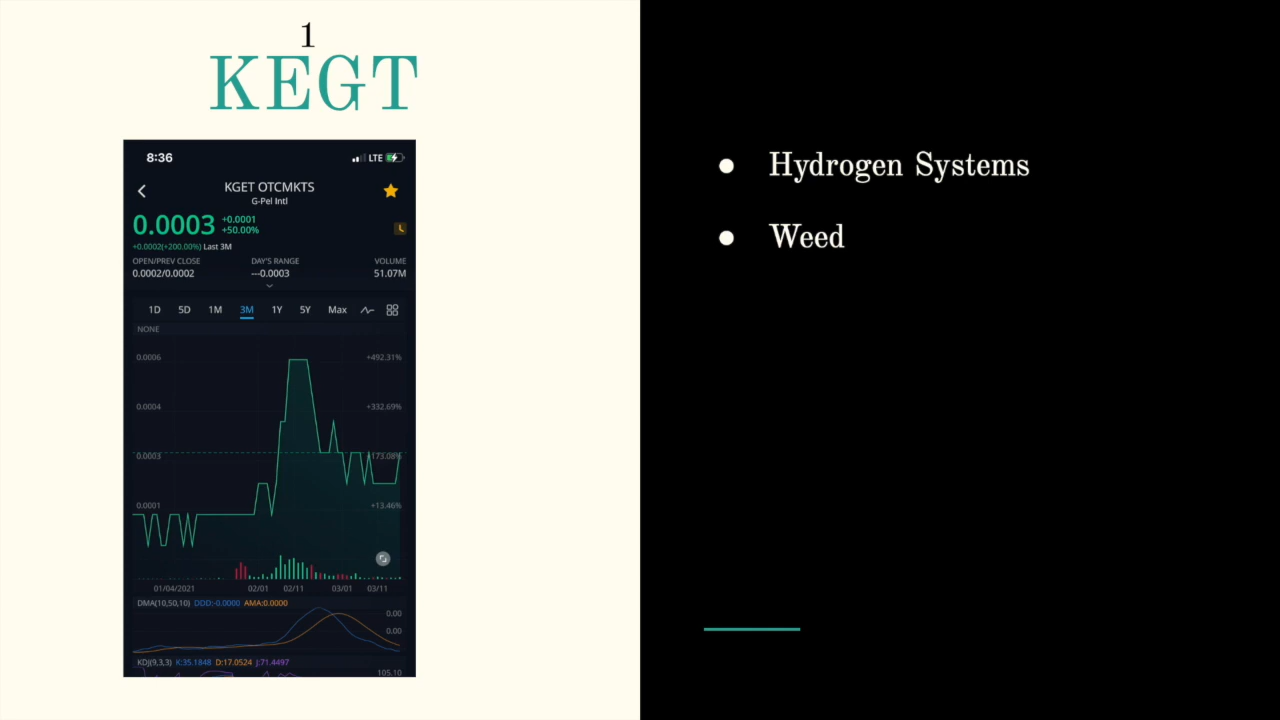 1
KEGT
8:36
LTE
KGET OTCMKTS
G-Pel Intl
0.0003
+0.0001
+50.00%
L
+0.0002(+200.00%) Last 3M
OPEN/PREV CLOSE DAY'S RANGE VOLUME
0.0002/0.0002 ---0.0003 51.07M
1D 5D 1M 3M 1Y 5Y Max
NONE
0.0006 +492.31%
0.0004 +332.69%
0.0003 +173.08%
0.0001 +13.46%
01/04/2021 02/01 02/11 03/01 03/11
DMA(10,50,10) DDD:-0.0000 AMA:0.0000
0.00
0.00
KDJ(9,3,3) K:35.1848 D:17.0524 J:71.4497
105.10
● Hydrogen Systems
● Weed